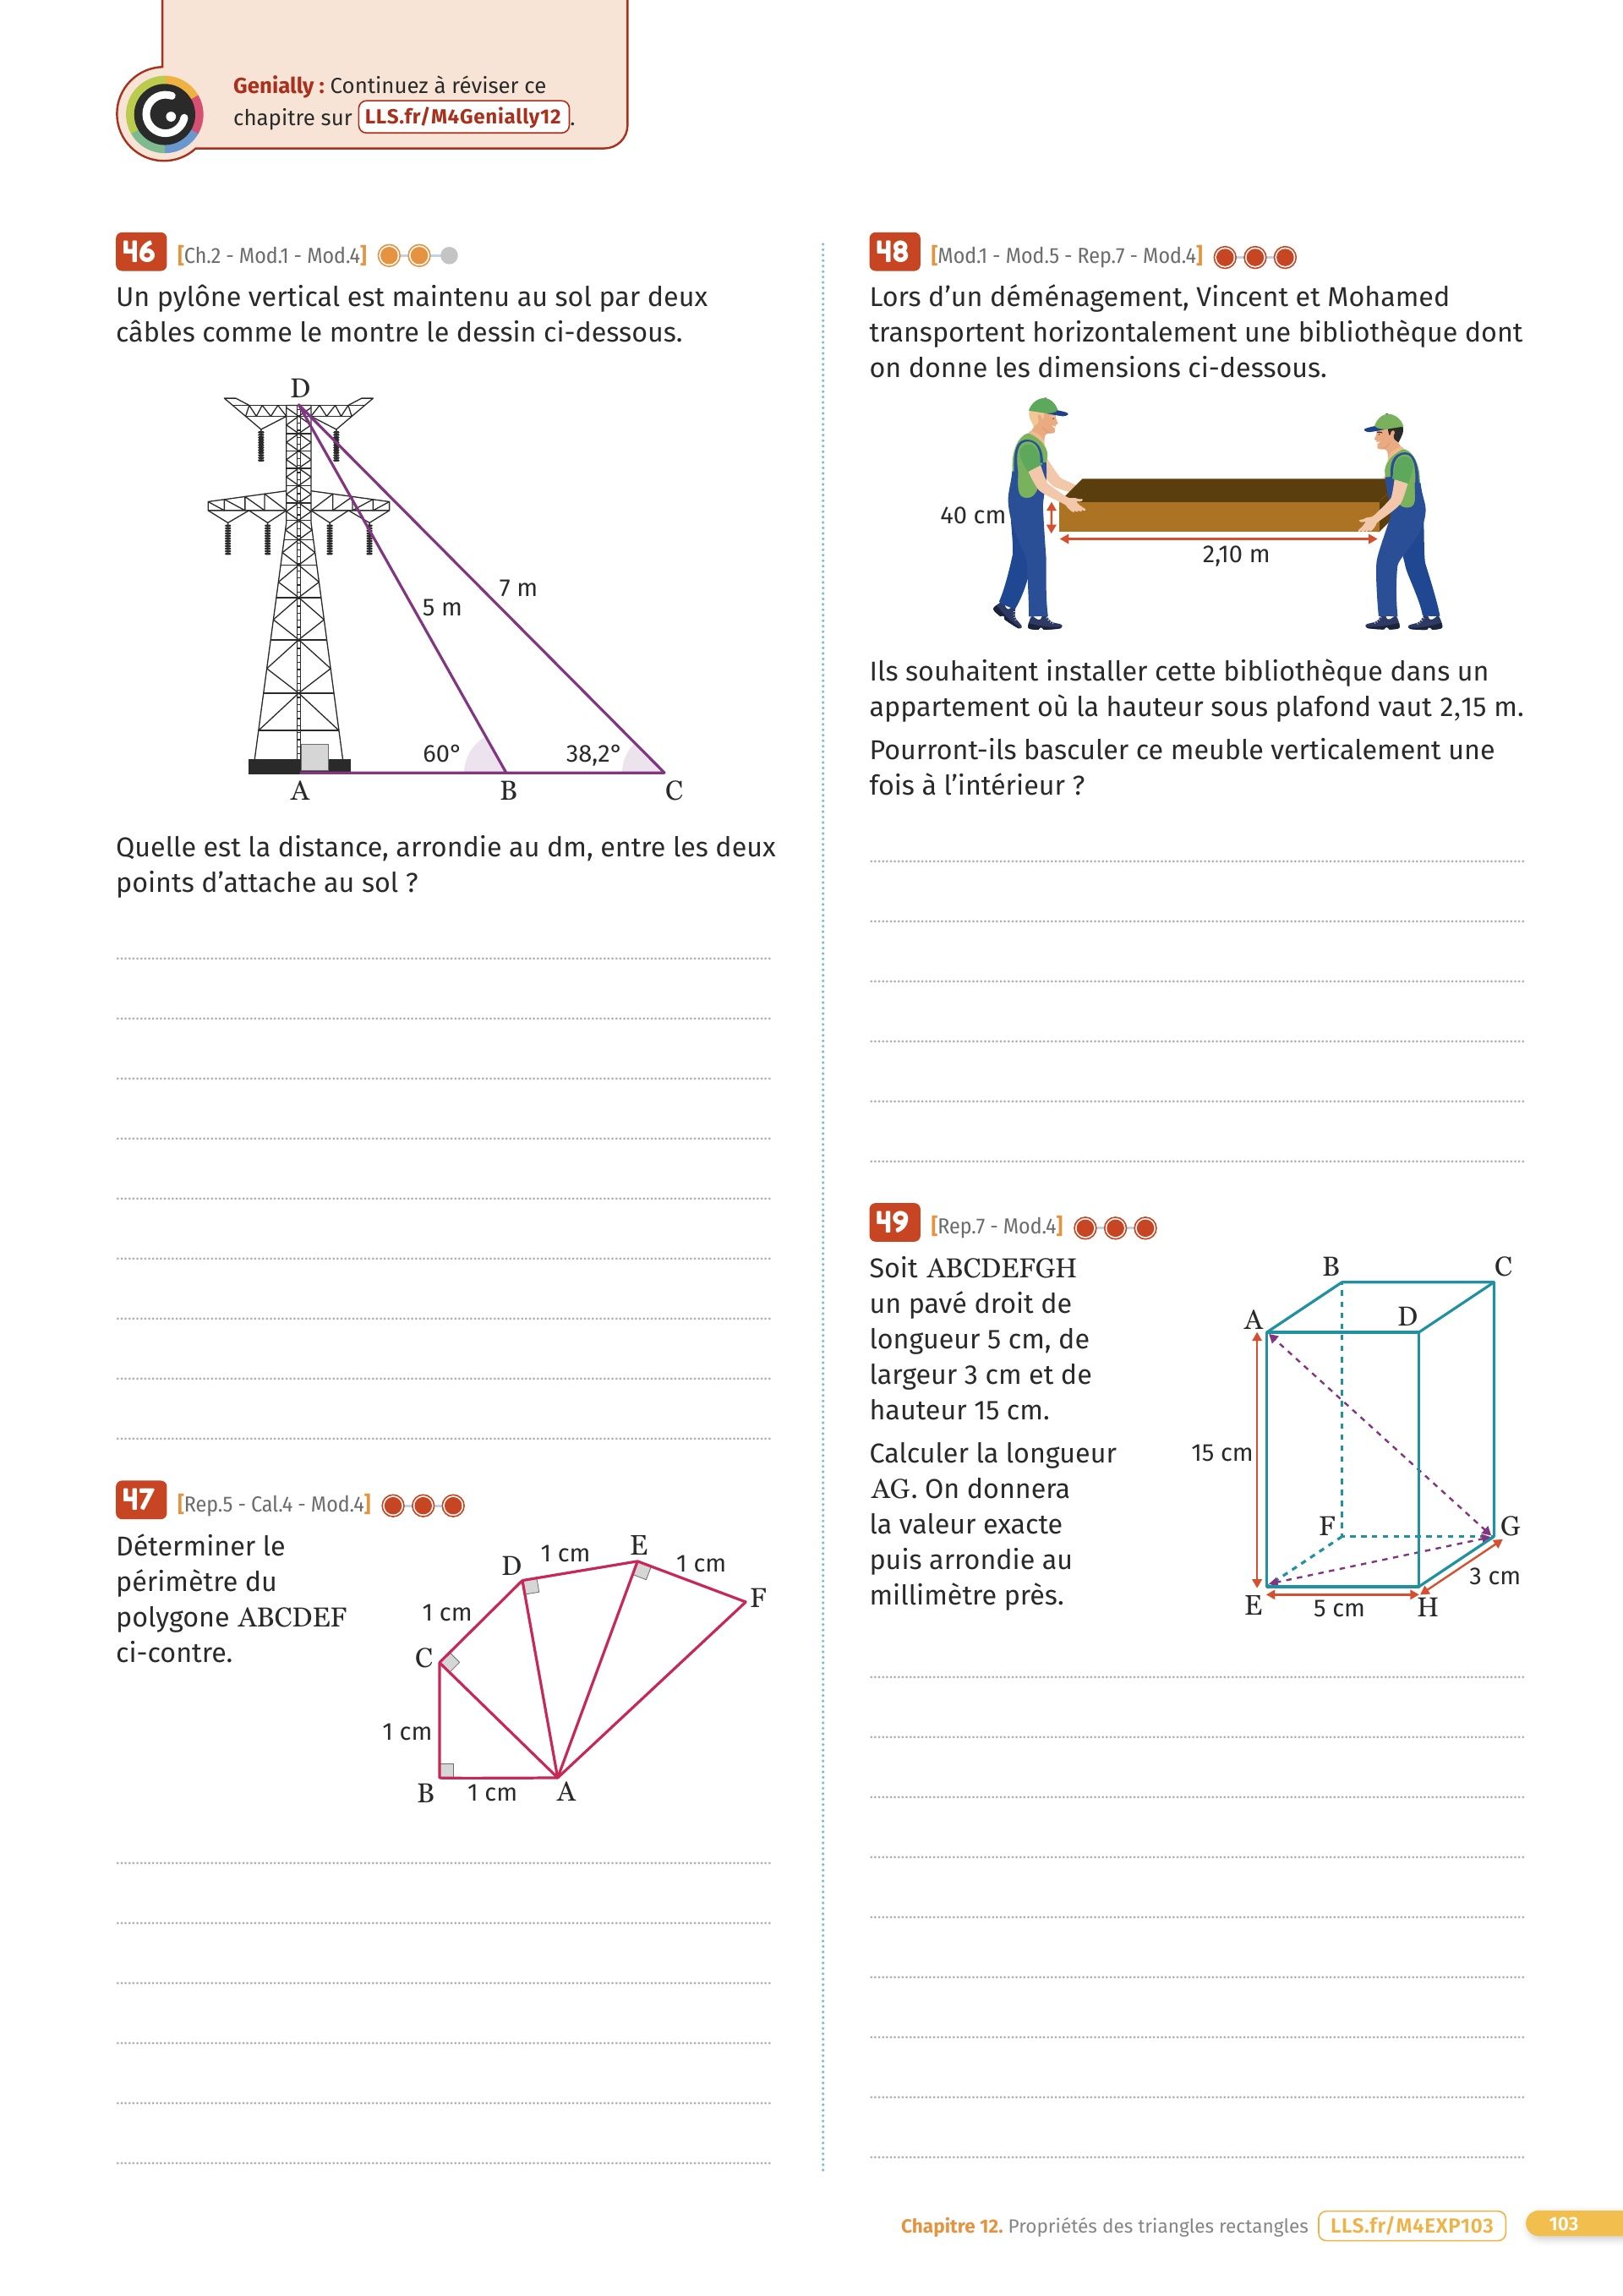 Genially : Continuez à réviser ce
chapitre sur LLS.fr/M4Genially12.
46 [Ch.2 - Mod.1 - Mod.4]
Un pylône vertical est maintenu au sol par deux
câbles comme le montre le dessin ci-dessous.
D
7 m
5 m
60°
38,2°
A
B
C
Quelle est la distance, arrondie au dm, entre les deux
points d’attache au sol ?
47 [Rep.5 - Cal.4 - Mod.4]
Déterminer le
périmètre du
polygone ABCDEF
ci-contre.
E
1 cm
D
1 cm
F
1 cm
C
1 cm
B
1 cm
A
48 [Mod.1 - Mod.5 - Rep.7 - Mod.4]
Lors d’un déménagement, Vincent et Mohamed
transportent horizontalement une bibliothèque dont
on donne les dimensions ci-dessous.
40 cm
2,10 m
Ils souhaitent installer cette bibliothèque dans un
appartement où la hauteur sous plafond vaut 2,15 m.
Pourront-ils basculer ce meuble verticalement une
fois à l’intérieur ?
49 [Rep.7 - Mod.4]
Soit ABCDEFGH
un pavé droit de
longueur 5 cm, de
largeur 3 cm et de
hauteur 15 cm.
Calculer la longueur
AG. On donnera
la valeur exacte
puis arrondie au
millimètre près.
B
C
A
D
15 cm
F
G
3 cm
E
5 cm
H
Chapitre 12. Propriétés des triangles rectangles LLS.fr/M4EXP103 103